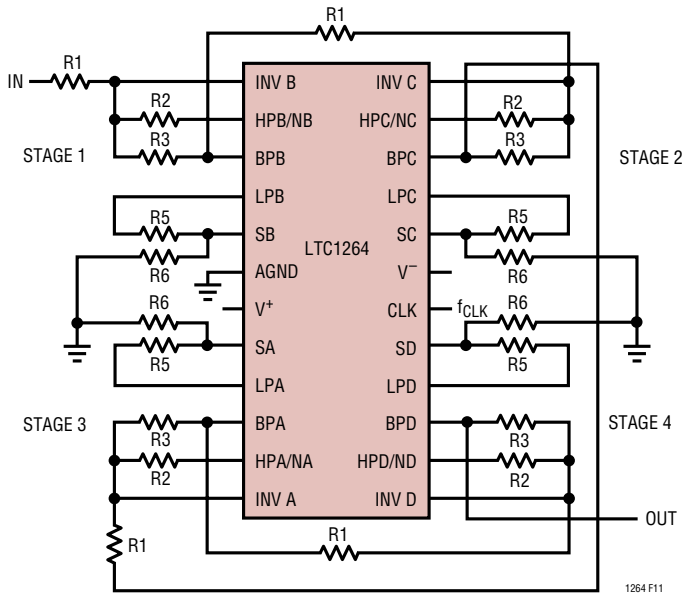 R1
R1
IN
INV B
INV C
R2
HPB/NB
HPC/NC
R2
R3
BPB
BPC
R3
STAGE 1
STAGE 2
LPB
LPC
R5
SB
SC
R5
LTC1264
R6
AGND
V–
R6
R6
V+
CLK
fCLK
R6
R5
SA
SD
R5
LPA
LPD
STAGE 3
STAGE 4
BPA
BPD
R3
R3
HPA/NA
HPD/ND
R2
R2
INV A
INV D
OUT
R1
R1
1264 F11